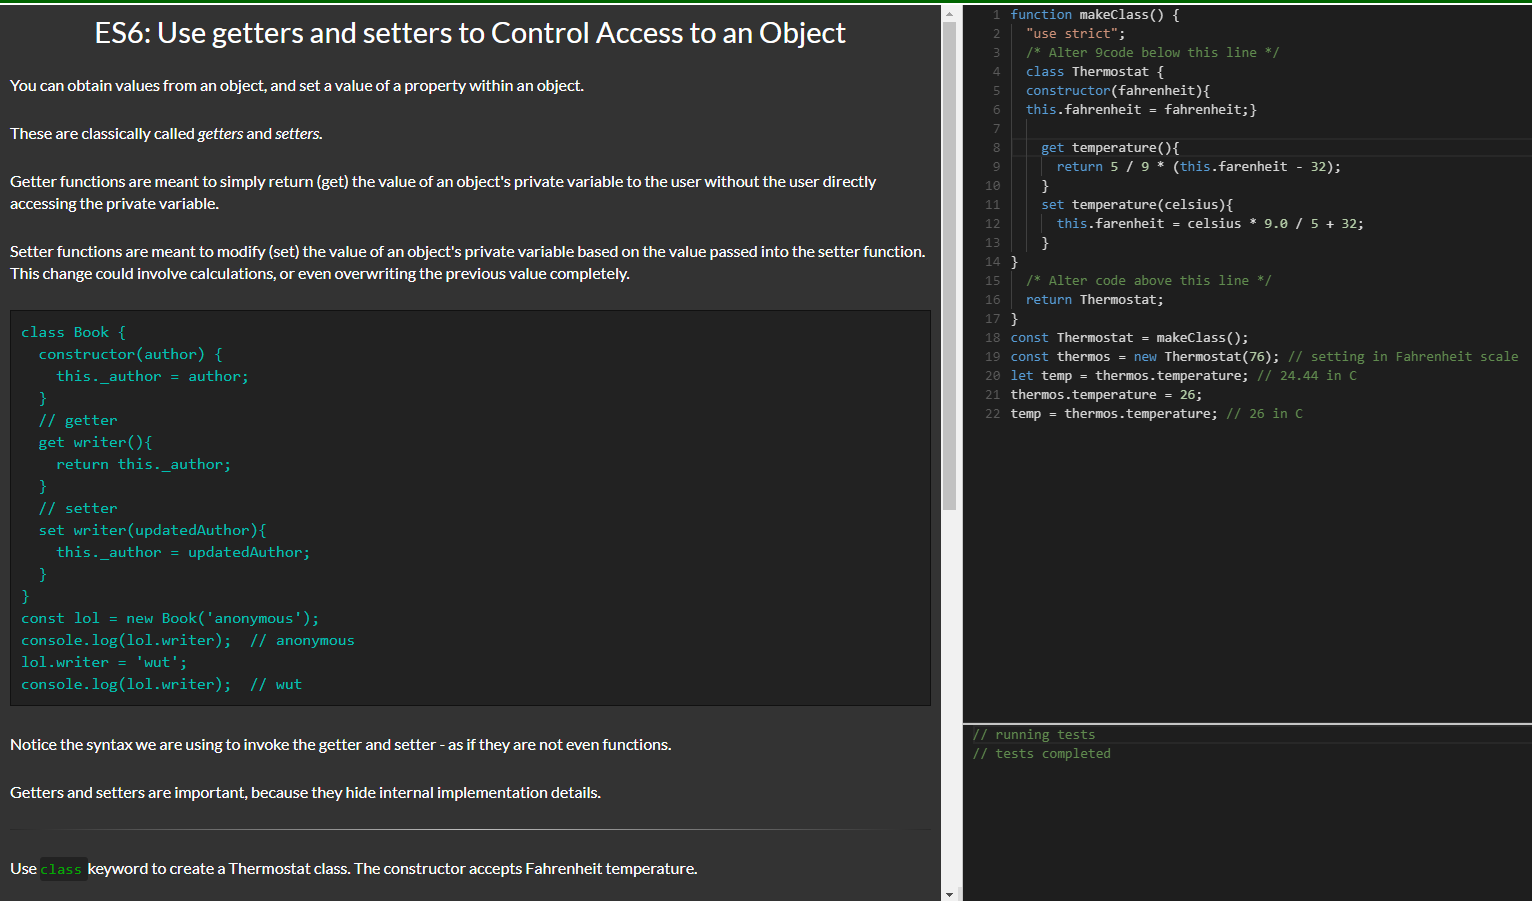 ES6: Use getters and setters to Control Access to an Object
You can obtain values from an object, and set a value of a property within an object.
These are classically called getters and setters.
Getter functions are meant to simply return (get) the value of an object's private variable to the user without the user directly
accessing the private variable.
Setter functions are meant to modify (set) the value of an object's private variable based on the value passed into the setter function.
This change could involve calculations, or even overwriting the previous value completely.
class Book {
  constructor(author) {
    this._author = author;
  }
  // getter
  get writer(){
    return this._author;
  }
  // setter
  set writer(updatedAuthor){
    this._author = updatedAuthor;
  }
}
const lol = new Book('anonymous');
console.log(lol.writer);  // anonymous
lol.writer = 'wut';
console.log(lol.writer);  // wut
Notice the syntax we are using to invoke the getter and setter - as if they are not even functions.
Getters and setters are important, because they hide internal implementation details.
Use class keyword to create a Thermostat class. The constructor accepts Fahrenheit temperature.
1 function makeClass() {
2   "use strict";
3   /* Alter 9code below this line */
4   class Thermostat {
5   constructor(fahrenheit){
6   this.fahrenheit = fahrenheit;}
7
8     get temperature(){
9       return 5 / 9 * (this.farenheit - 32);
10     }
11     set temperature(celsius){
12       this.farenheit = celsius * 9.0 / 5 + 32;
13     }
14 }
15   /* Alter code above this line */
16   return Thermostat;
17 }
18 const Thermostat = makeClass();
19 const thermos = new Thermostat(76); // setting in Fahrenheit scale
20 let temp = thermos.temperature; // 24.44 in C
21 thermos.temperature = 26;
22 temp = thermos.temperature; // 26 in C
// running tests
// tests completed